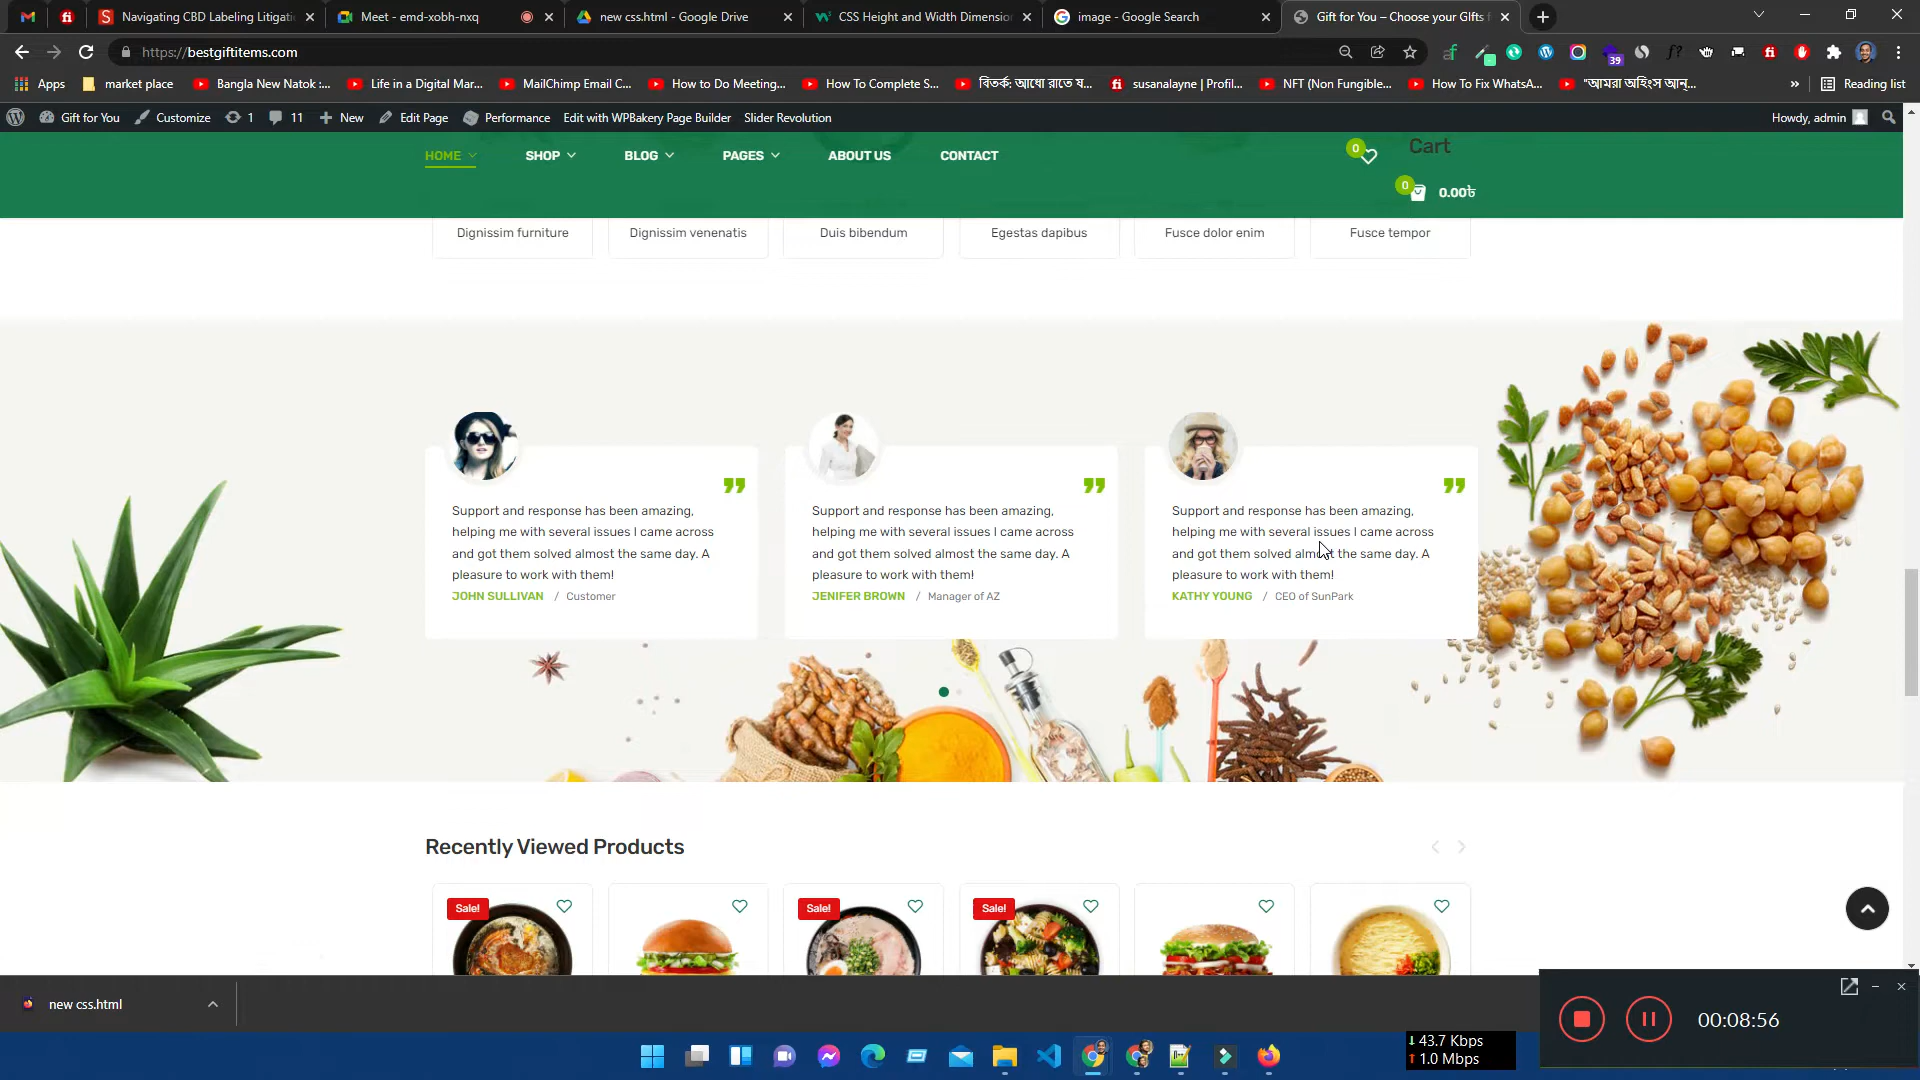 Navigating CBD Labeling Litigati
Meet - emd-xobh-nxq
new css.html - Google Drive
CSS Height and Width Dimensio
image - Google Search
Gift for You – Choose your Gifts f
https://bestgiftitems.com
39
Apps
market place
Bangla New Natok :...
Life in a Digital Mar...
MailChimp Email C...
How to Do Meeting...
How To Complete S...
বিতর্ক: আধো রাতে য...
susanalayne | Profil...
NFT (Non Fungible...
How To Fix WhatsA...
"আমরা অহিংস আন্...
»
Reading list
Gift for You
Customize
1
11
New
Edit Page
Performance
Edit with WPBakery Page Builder
Slider Revolution
Howdy, admin
HOME
SHOP
BLOG
PAGES
ABOUT US
CONTACT
0
Cart
0
0.00৳
Dignissim furniture
Dignissim venenatis
Duis bibendum
Egestas dapibus
Fusce dolor enim
Fusce tempor
Support and response has been amazing,
helping me with several issues I came across
and got them solved almost the same day. A
pleasure to work with them!
JOHN SULLIVAN / Customer
Support and response has been amazing,
helping me with several issues I came across
and got them solved almost the same day. A
pleasure to work with them!
JENIFER BROWN / Manager of AZ
Support and response has been amazing,
helping me with several issues I came across
and got them solved almost the same day. A
pleasure to work with them!
KATHY YOUNG / CEO of SunPark
Recently Viewed Products
Sale!
Sale!
Sale!
new css.html
00:08:56
43.7 Kbps
1.0 Mbps